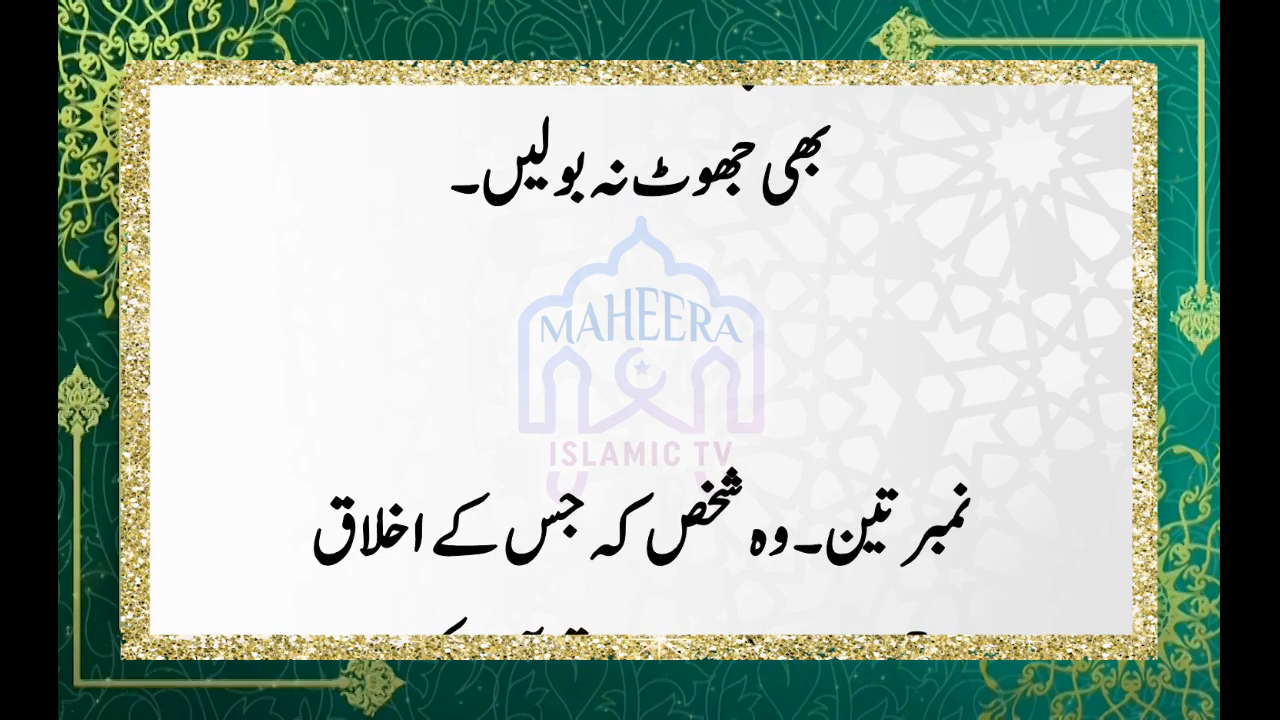 بھی جھوٹ نہ بولیں۔
MAHEERA
ISLAMIC TV
نمبر تین۔ وہ شخص کہ جس کے اخلاق